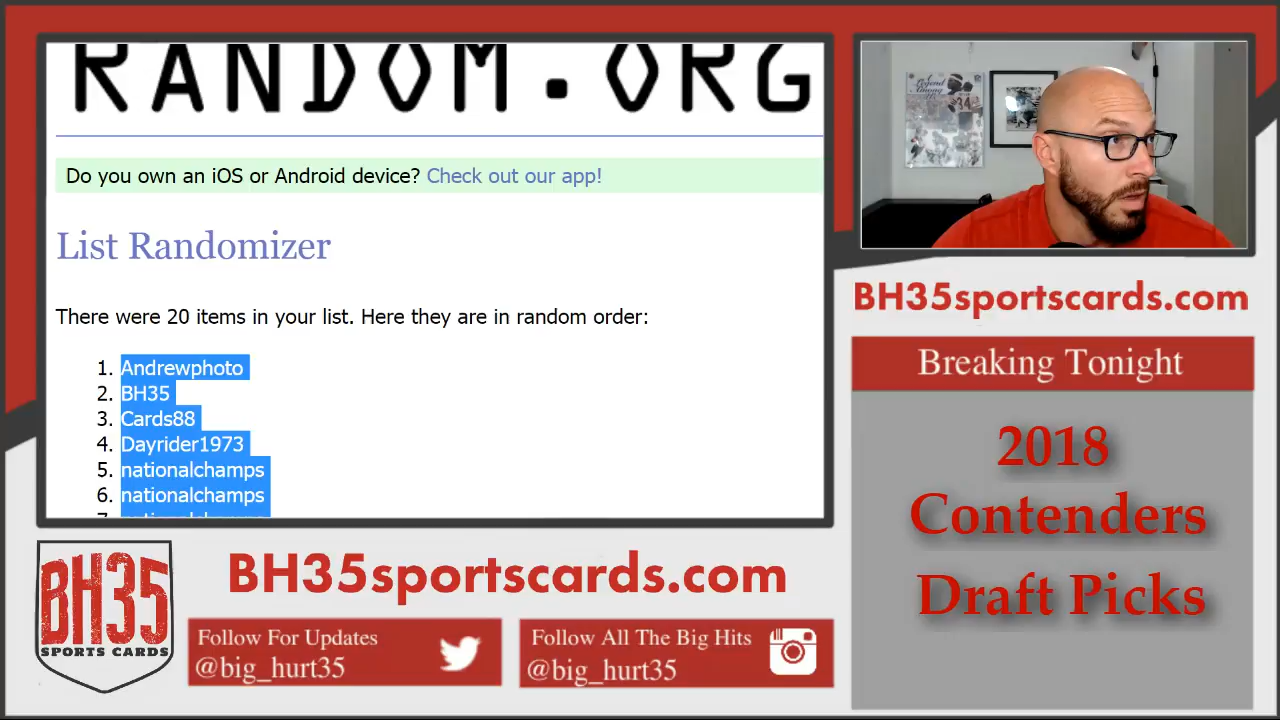 RANDOM.ORG
Do you own an iOS or Android device? Check out our app!
List Randomizer
There were 20 items in your list. Here they are in random order:
1. Andrewphoto
2. BH35
3. Cards88
4. Dayrider1973
5. nationalchamps
6. nationalchamps
BH35sportscards.com
Breaking Tonight
2018
Contenders
Draft Picks
BH35
SPORTS CARDS
BH35sportscards.com
Follow For Updates
@big_hurt35
Follow All The Big Hits
@big_hurt35